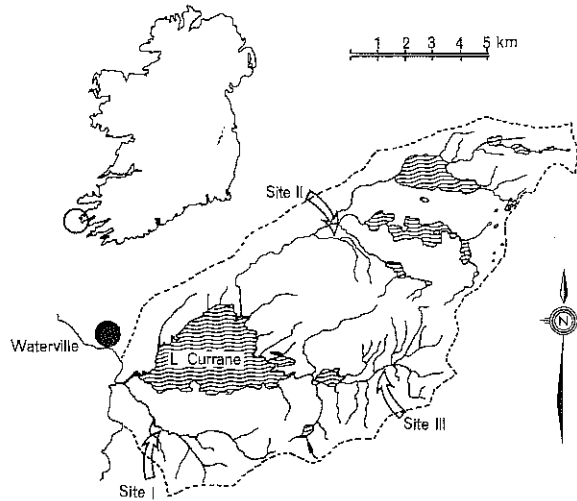 1 2 3 4 5 km
Site II
Waterville
L Currane
N
Site III
Site I